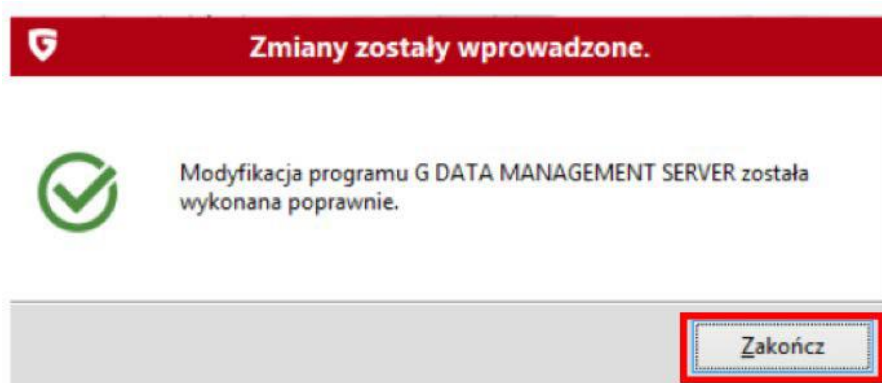 Zmiany zostały wprowadzone.
Modyfikacja programu G DATA MANAGEMENT SERVER została
wykonana poprawnie.
Zakończ